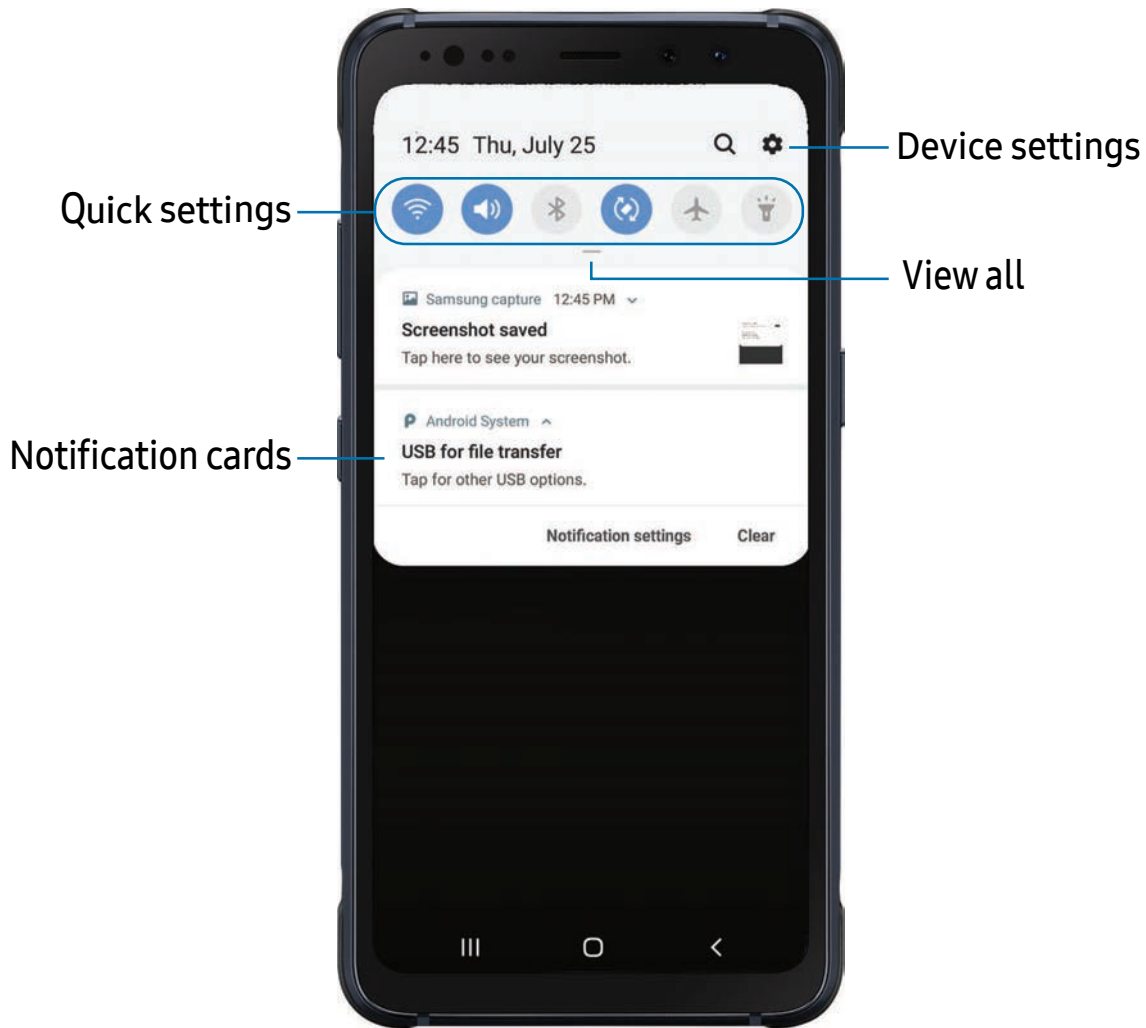 12:45 Thu, July 25
Device settings
Quick settings
View all
Samsung capture 12:45 PM
Screenshot saved
Tap here to see your screenshot.
P Android System
Notification cards
USB for file transfer
Tap for other USB options.
Notification settings Clear